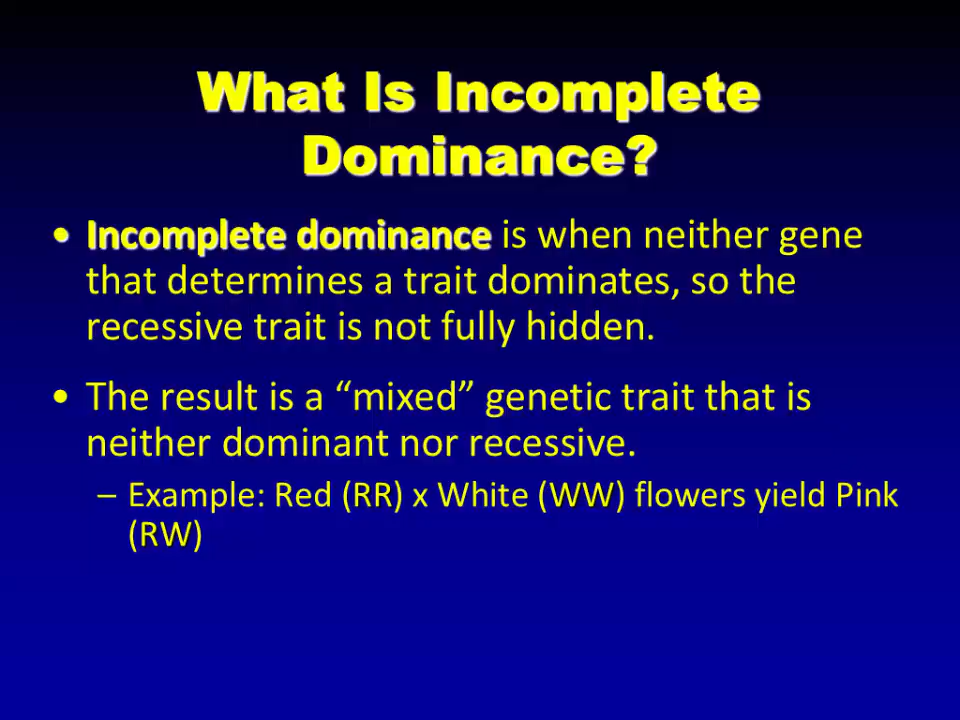 What Is Incomplete
Dominance?
• Incomplete dominance is when neither gene
that determines a trait dominates, so the
recessive trait is not fully hidden.
• The result is a “mixed” genetic trait that is
neither dominant nor recessive.
– Example: Red (RR) x White (WW) flowers yield Pink
(RW)